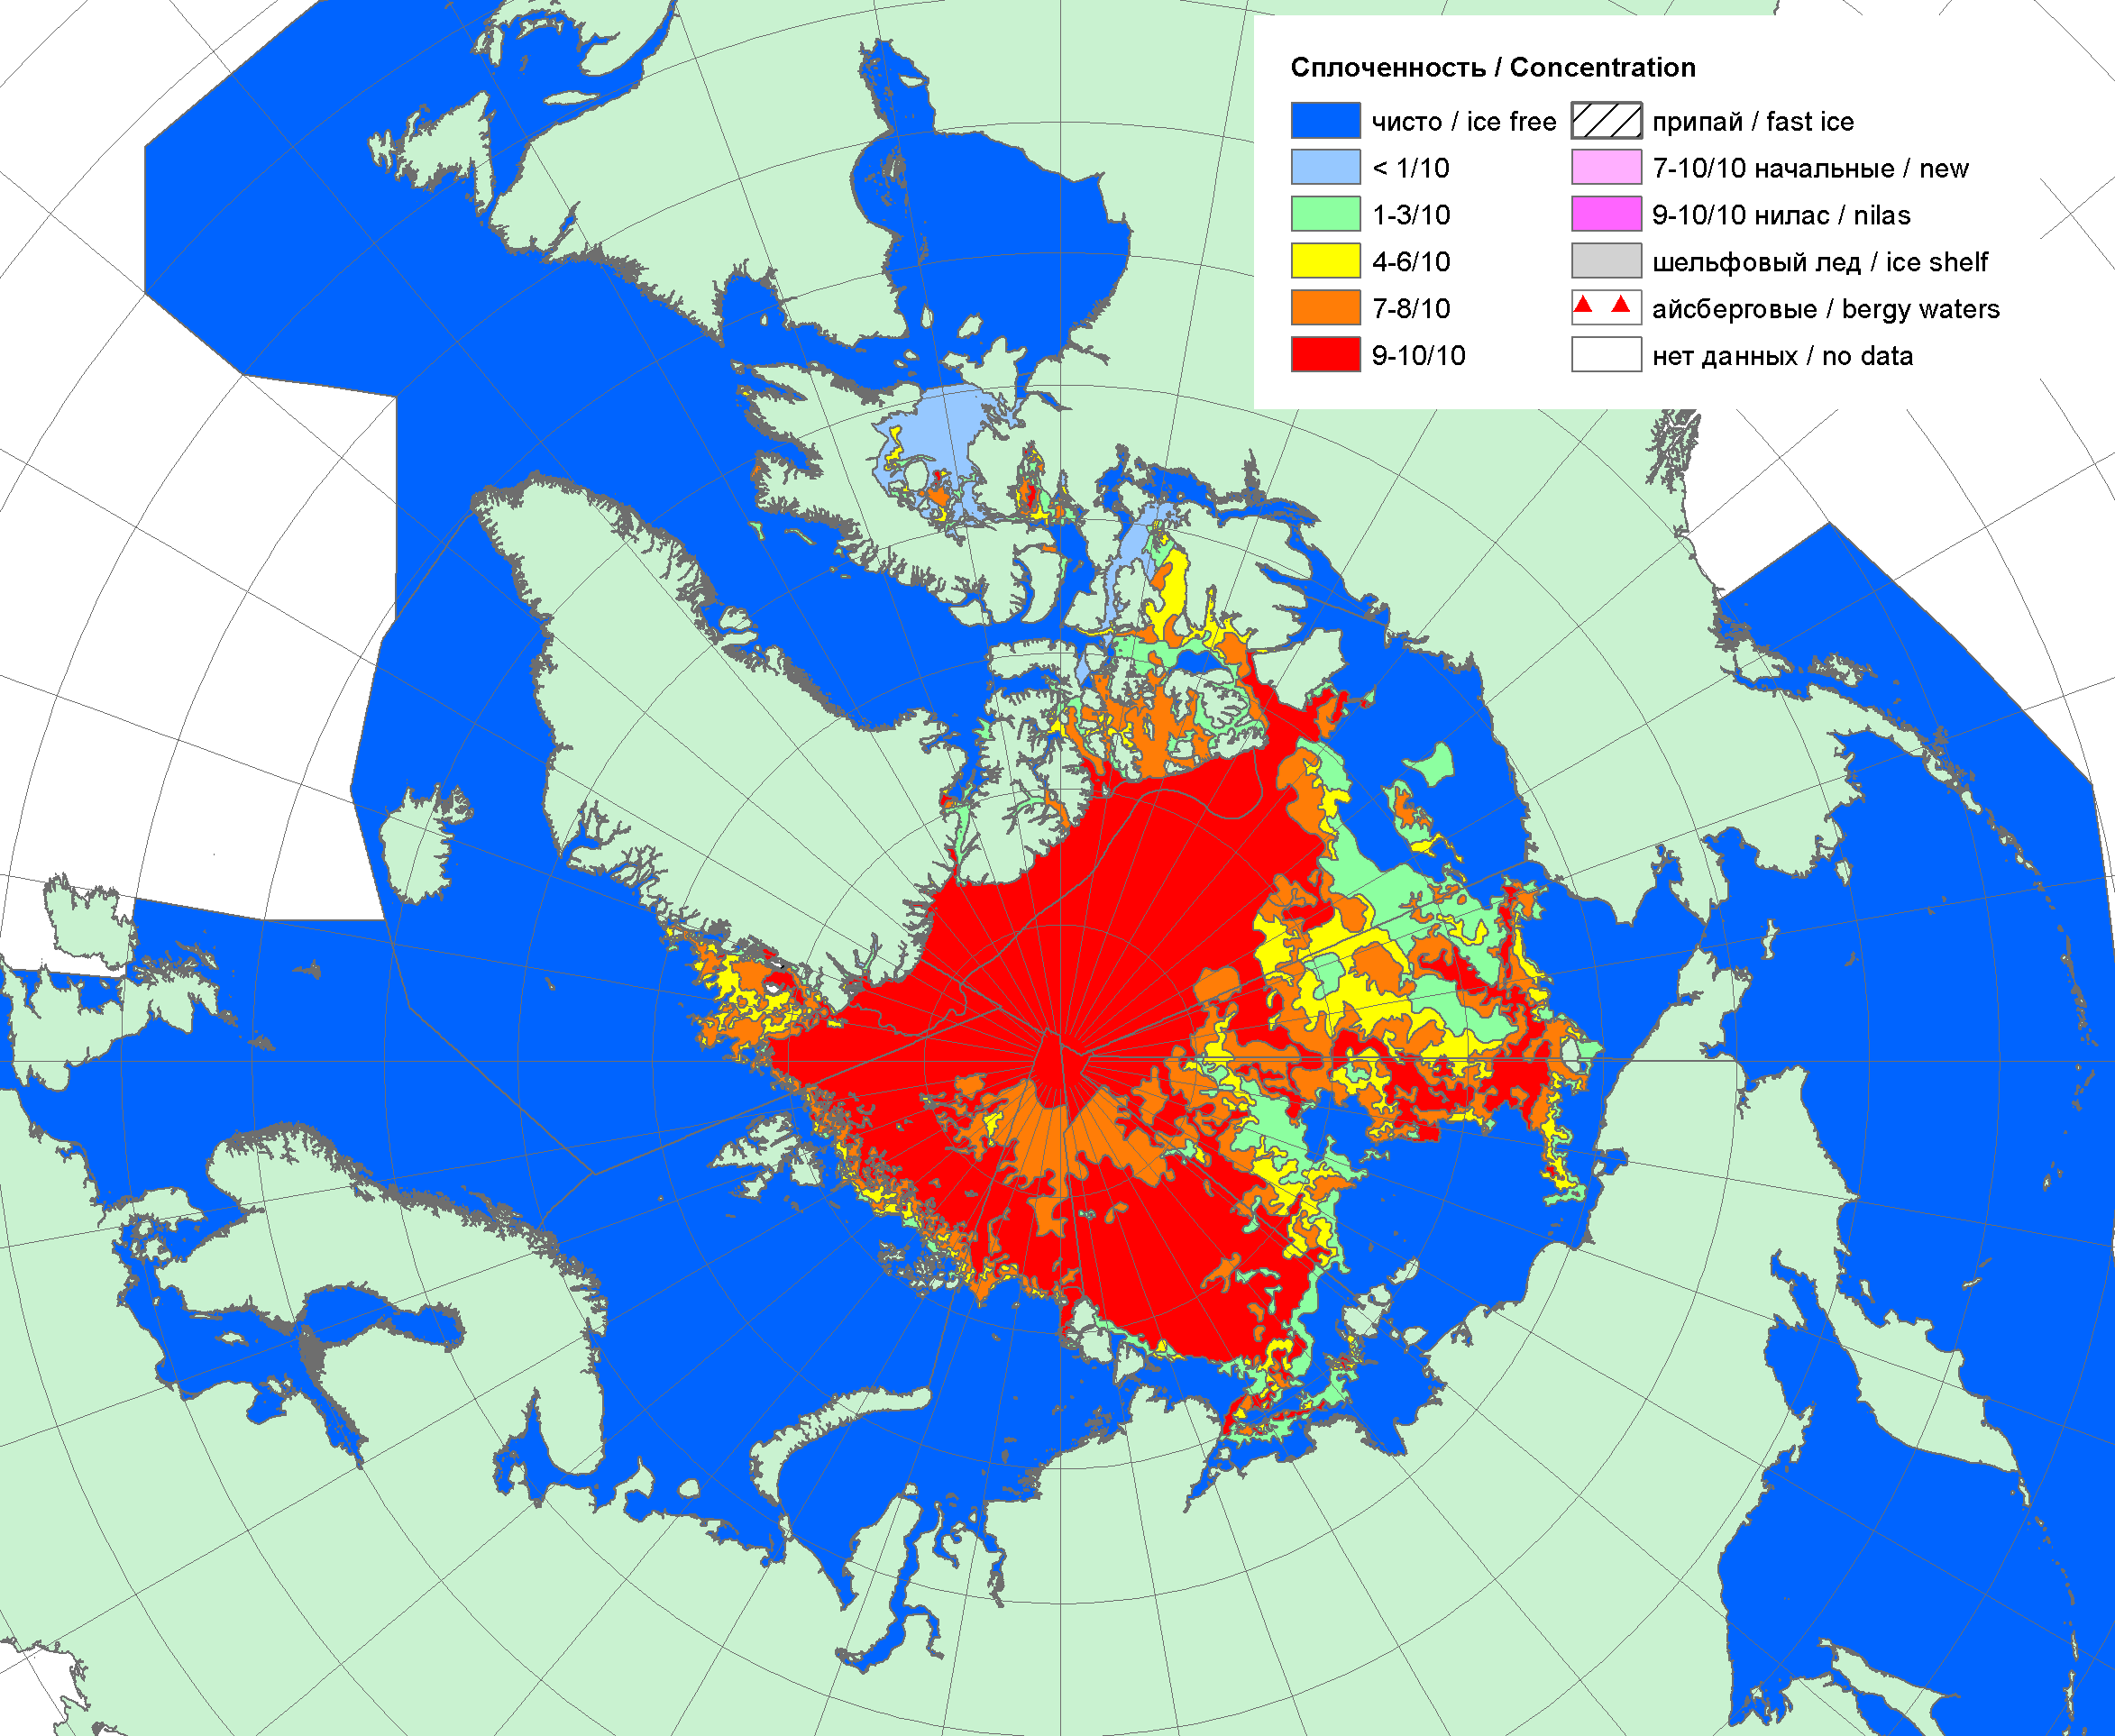 Сплоченность / Concentration
чисто / ice free
< 1/10
1-3/10
4-6/10
7-8/10
9-10/10
припай / fast ice
7-10/10 начальные / new
9-10/10 нилас / nilas
шельфовый лед / ice shelf
айсберговые / bergy waters
нет данных / no data